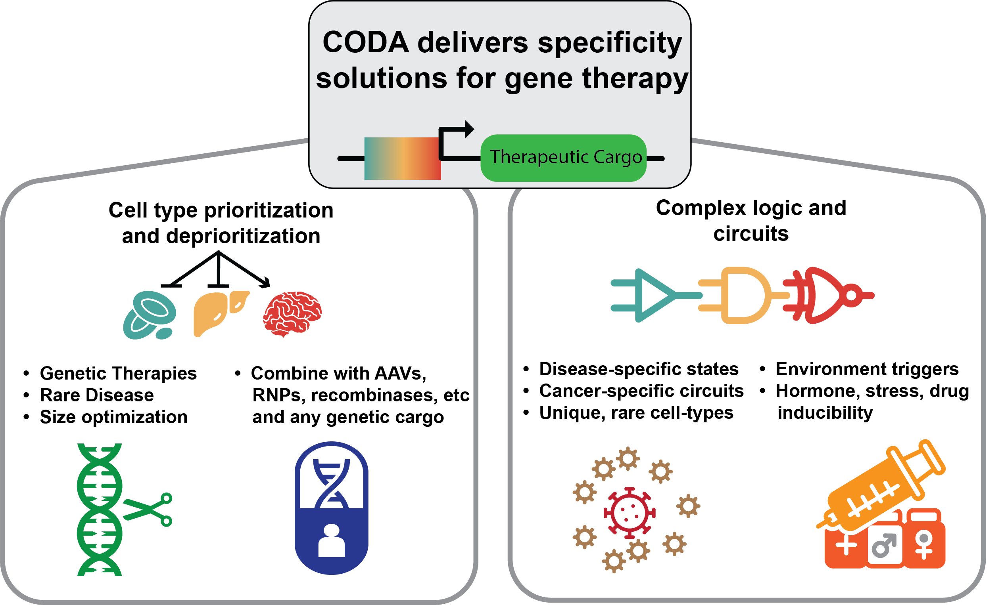 CODA delivers specificity
solutions for gene therapy
Therapeutic Cargo
Cell type prioritization
and deprioritization
• Genetic Therapies
• Rare Disease
• Size optimization
• Combine with AAVs,
RNPs, recombinases, etc
and any genetic cargo
Complex logic and
circuits
• Disease-specific states
• Cancer-specific circuits
• Unique, rare cell-types
• Environment triggers
• Hormone, stress, drug
inducibility